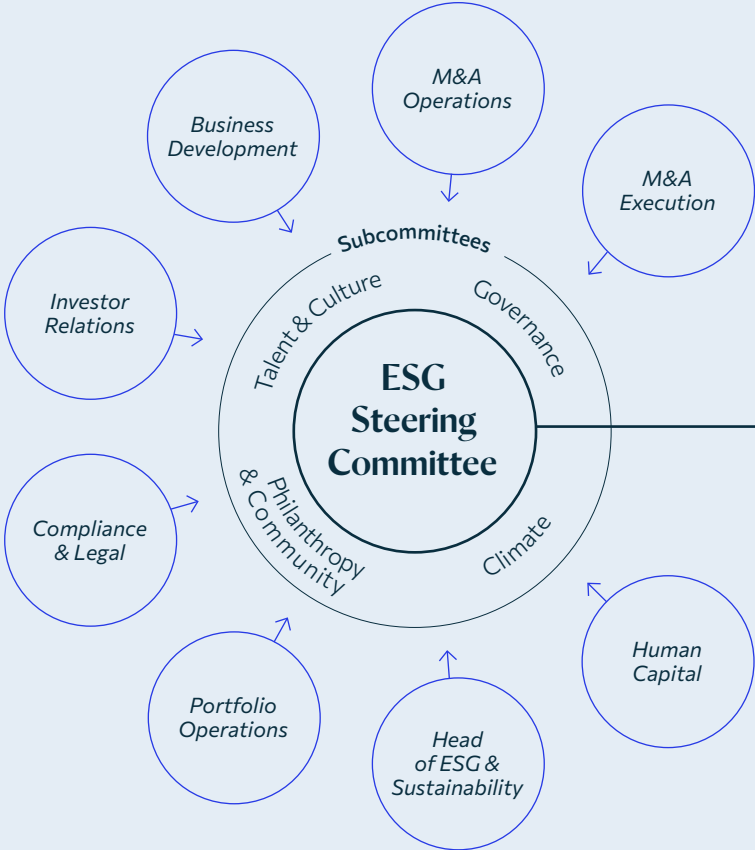 M&A
Operations
Business
Development
M&A
Execution
Subcommittees
Investor
Relations
Talent & Culture
Governance
ESG
Steering
Committee
Compliance
& Legal
Philanthropy
& Community
Climate
Human
Capital
Portfolio
Operations
Head
of ESG &
Sustainability